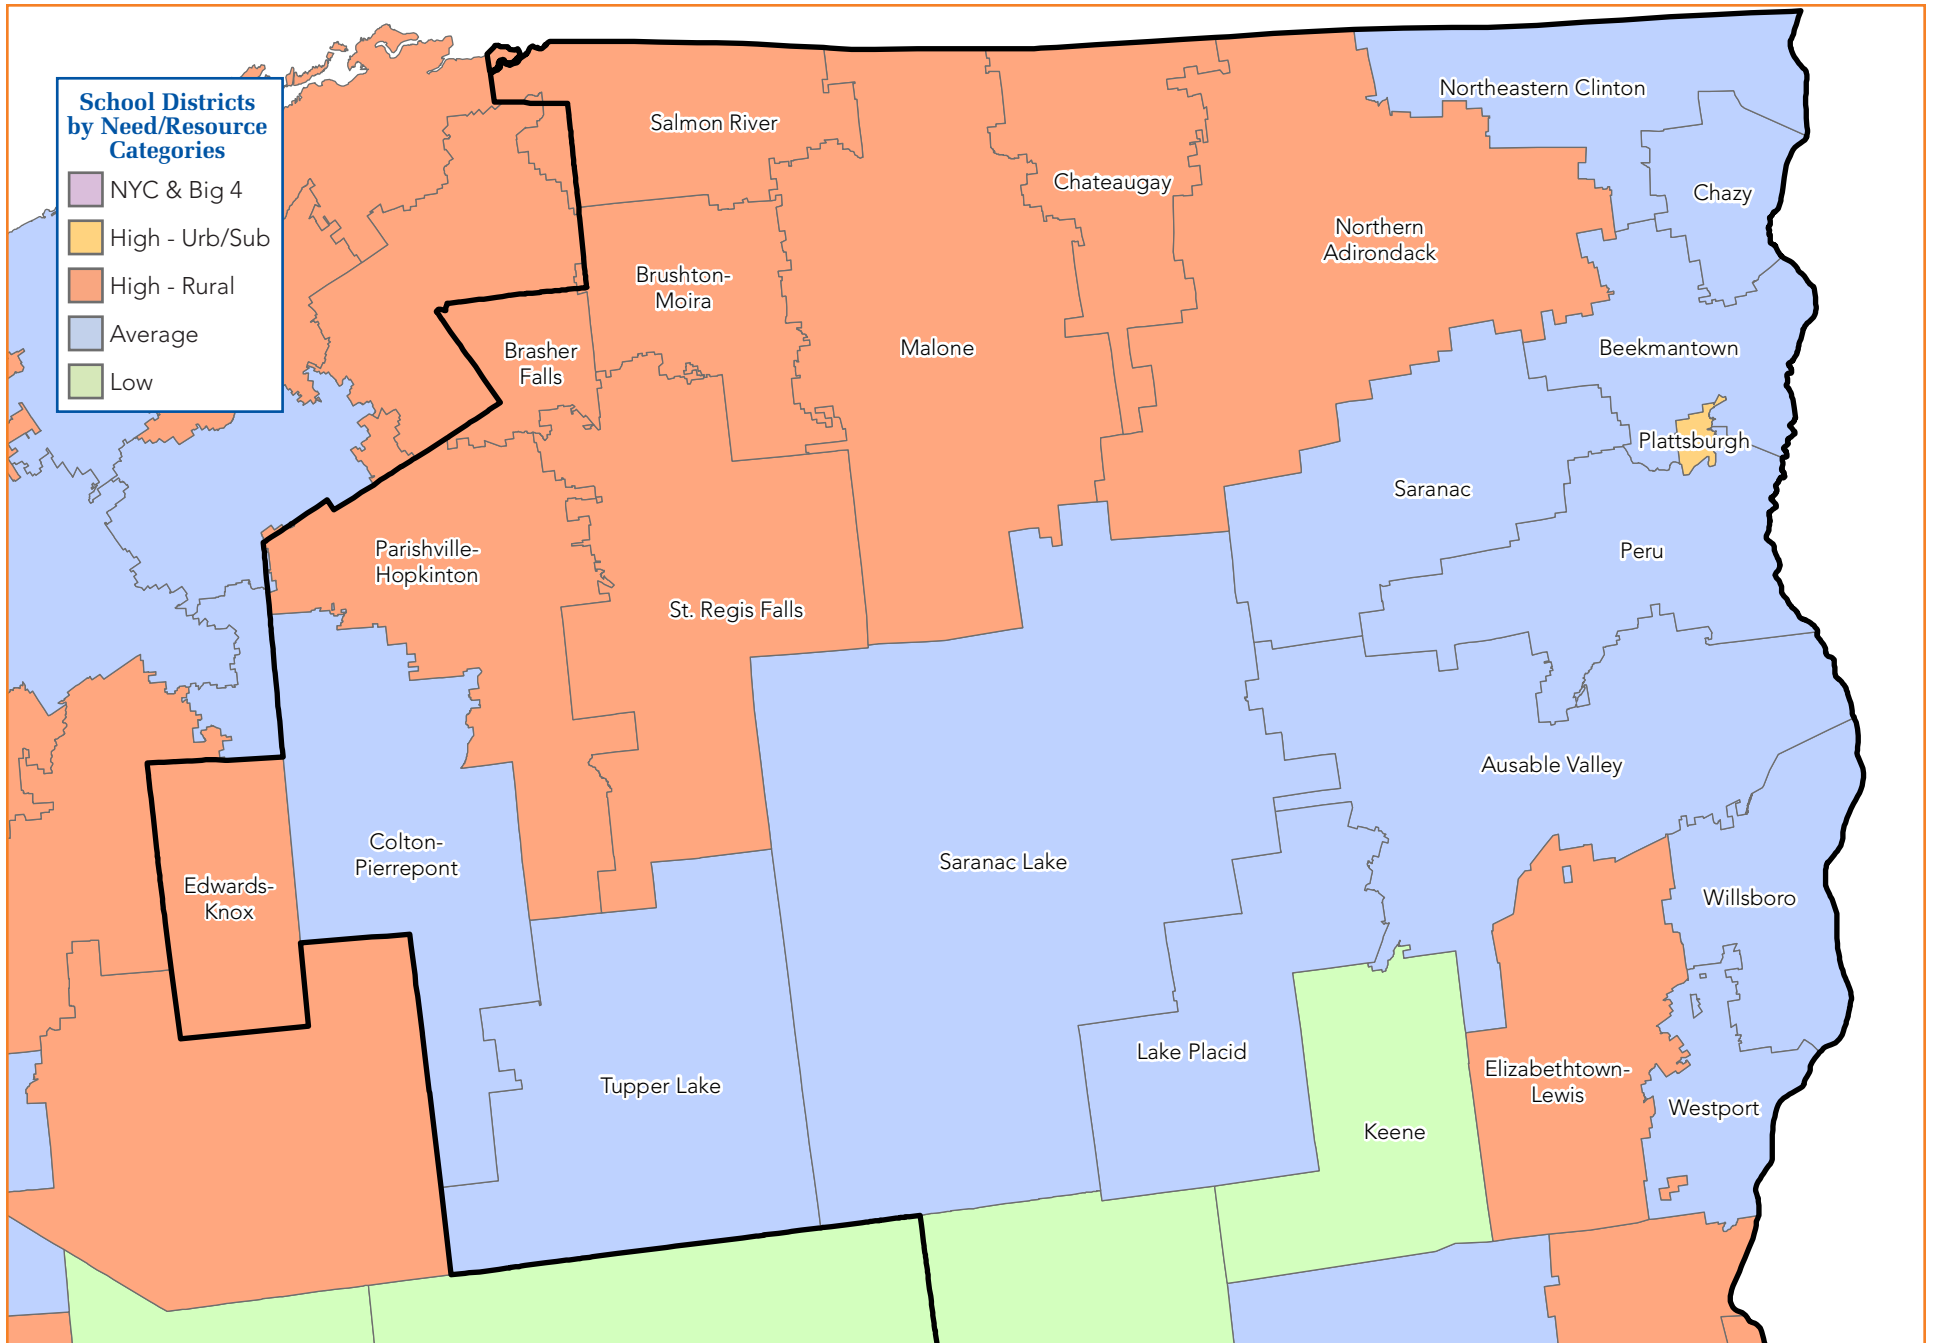 School Districts
by Need/Resource
Categories
NYC & Big 4
High - Urb/Sub
High - Rural
Average
Low
Northeastern Clinton
Salmon River
Chateaugay
Chazy
Northern
Adirondack
Brushton-
Moira
Malone
Brasher
Falls
Beekmantown
Plattsburgh
Saranac
Parishville-
Hopkinton
Peru
St. Regis Falls
Ausable Valley
Colton-
Pierrepont
Saranac Lake
Edwards-
Knox
Willsboro
Lake Placid
Tupper Lake
Elizabethtown-
Lewis
Westport
Keene